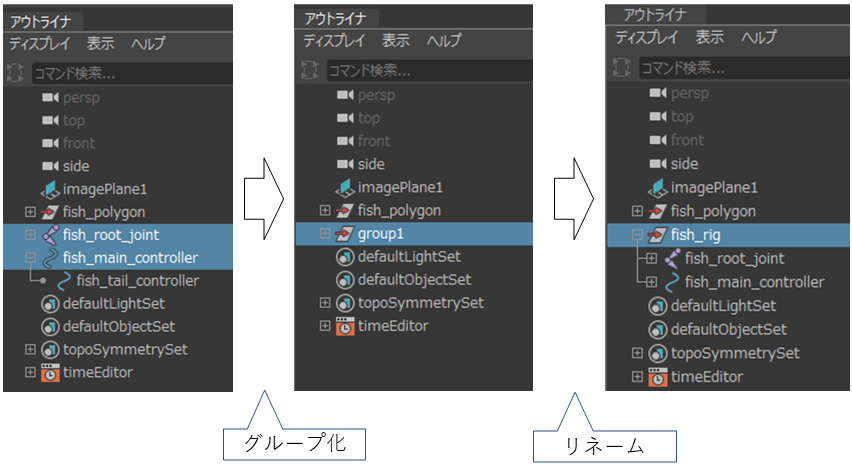 アウトライナ
ディスプレイ 表示 ヘルプ
コマンド検索...
persp
top
front
side
imagePlane1
fish_polygon
fish_root_joint
fish_main_controller
fish_tail_controller
defaultLightSet
defaultObjectSet
topoSymmetrySet
timeEditor
アウトライナ
ディスプレイ 表示 ヘルプ
コマンド検索...
persp
top
front
side
imagePlane1
fish_polygon
group1
defaultLightSet
defaultObjectSet
topoSymmetrySet
timeEditor
アウトライナ
ディスプレイ 表示 ヘルプ
コマンド検索...
persp
top
front
side
imagePlane1
fish_polygon
fish_rig
fish_root_joint
fish_main_controller
defaultLightSet
defaultObjectSet
topoSymmetrySet
timeEditor
グループ化
リネーム